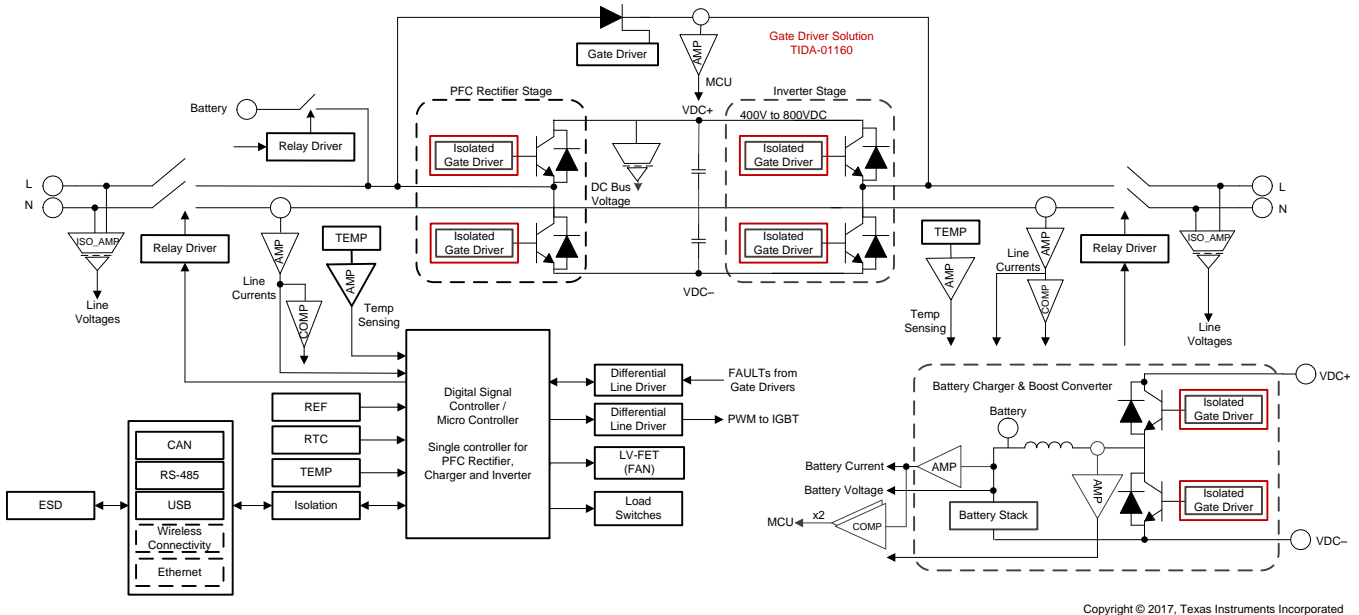 Gate Driver
AMP
MCU
Gate Driver Solution
TIDA-01160
Battery
Relay Driver
PFC Rectifier Stage
Isolated
Gate Driver
Isolated
Gate Driver
VDC+
DC Bus
Voltage
VDC–
Inverter Stage
400V to 800VDC
Isolated
Gate Driver
Isolated
Gate Driver
L
N
ISO_AMP
Line
Voltages
Relay Driver
AMP
Line
Currents
COMP
TEMP
AMP
Temp
Sensing
TEMP
AMP
Temp
Sensing
Line
Currents
AMP
COMP
Relay Driver
L
N
ISO_AMP
Line
Voltages
Digital Signal
Controller /
Micro Controller
Single controller for
PFC Rectifier,
Charger and Inverter
REF
RTC
TEMP
Isolation
CAN
RS-485
USB
Wireless
Connectivity
Ethernet
ESD
Differential
Line Driver
FAULTs from
Gate Drivers
Differential
Line Driver
PWM to IGBT
LV-FET
(FAN)
Load
Switches
Battery Charger & Boost Converter
VDC+
Isolated
Gate Driver
Battery
AMP
Battery Current
Battery Voltage
AMP
Battery Stack
Isolated
Gate Driver
MCU
x2
COMP
VDC–
Copyright © 2017, Texas Instruments Incorporated